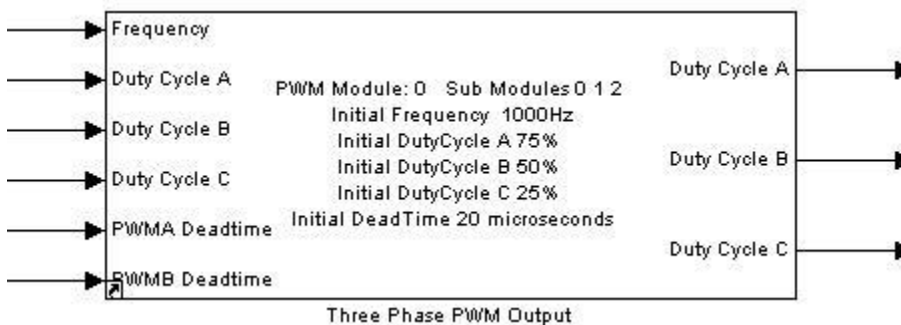 Frequency
Duty Cycle A
Duty Cycle B
Duty Cycle C
PWMA Deadtime
PWMB Deadtime
PWM Module: 0 Sub Modules 0 1 2
Initial Frequency 1000Hz
Initial DutyCycle A 75%
Initial DutyCycle B 50%
Initial DutyCycle C 25%
Initial DeadTime 20 microseconds
Duty Cycle A
Duty Cycle B
Duty Cycle C
Three Phase PWM Output